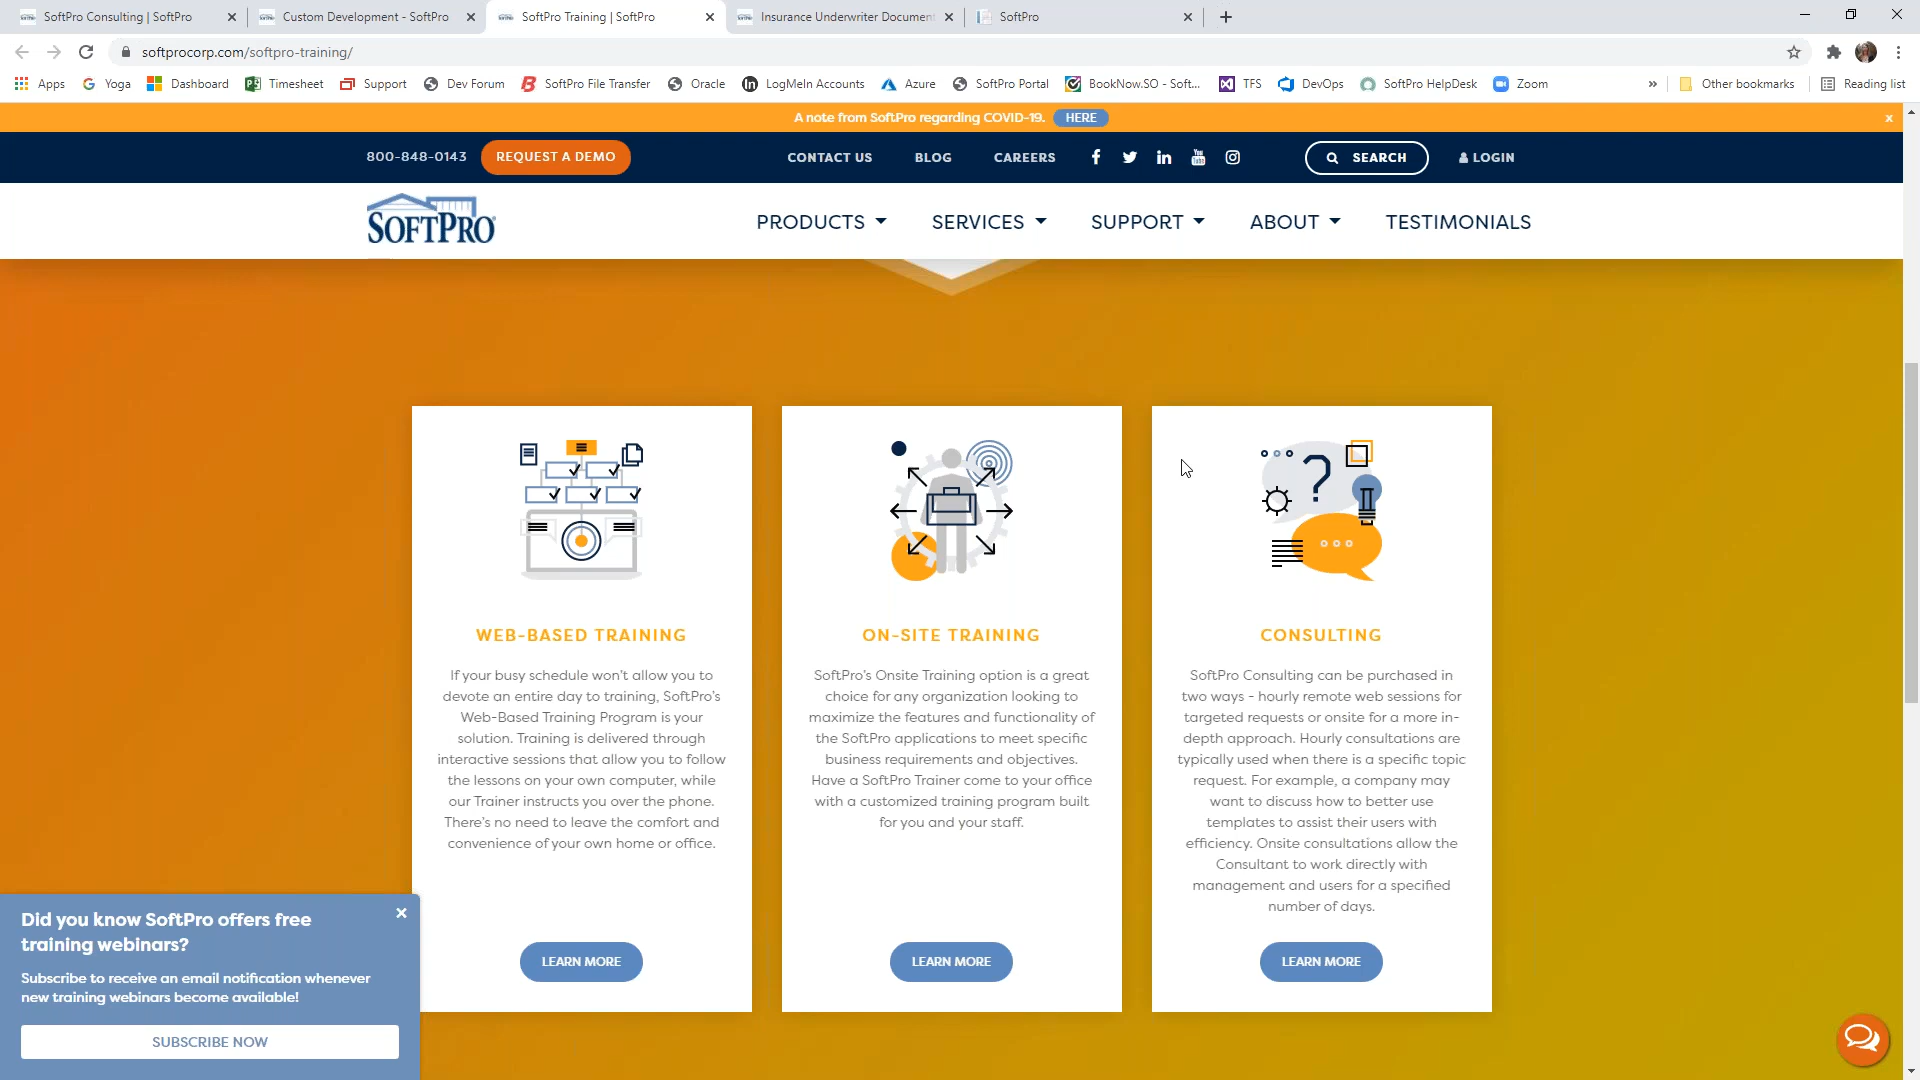 SoftPro Consulting | SoftPro
Custom Development - SoftPro
SoftPro Training | SoftPro
Insurance Underwriter Document
SoftPro
softprocorp.com/softpro-training/
Apps
Yoga
Dashboard
Timesheet
Support
Dev Forum
SoftPro File Transfer
Oracle
LogMeIn Accounts
Azure
SoftPro Portal
BookNow.SO - Soft...
TFS
DevOps
SoftPro HelpDesk
Zoom
»
Other bookmarks
Reading list
A note from SoftPro regarding COVID-19. HERE
x
800-848-0143
REQUEST A DEMO
CONTACT US
BLOG
CAREERS
SEARCH
LOGIN
SOFTPRO
PRODUCTS
SERVICES
SUPPORT
ABOUT
TESTIMONIALS
WEB-BASED TRAINING
If your busy schedule won't allow you to
devote an entire day to training, SoftPro's
Web-Based Training Program is your
solution. Training is delivered through
interactive sessions that allow you to follow
the lessons on your own computer, while
our Trainer instructs you over the phone.
There's no need to leave the comfort and
convenience of your own home or office.
LEARN MORE
ON-SITE TRAINING
SoftPro's Onsite Training option is a great
choice for any organization looking to
maximize the features and functionality of
the SoftPro applications to meet specific
business requirements and objectives.
Have a SoftPro Trainer come to your office
with a customized training program built
for you and your staff.
LEARN MORE
?
CONSULTING
SoftPro Consulting can be purchased in
two ways - hourly remote web sessions for
targeted requests or onsite for a more in-
depth approach. Hourly consultations are
typically used when there is a specific topic
request. For example, a company may
want to discuss how to better use
templates to assist their users with
efficiency. Onsite consultations allow the
Consultant to work directly with
management and users for a specified
number of days.
LEARN MORE
Did you know SoftPro offers free
training webinars?
Subscribe to receive an email notification whenever
new training webinars become available!
SUBSCRIBE NOW